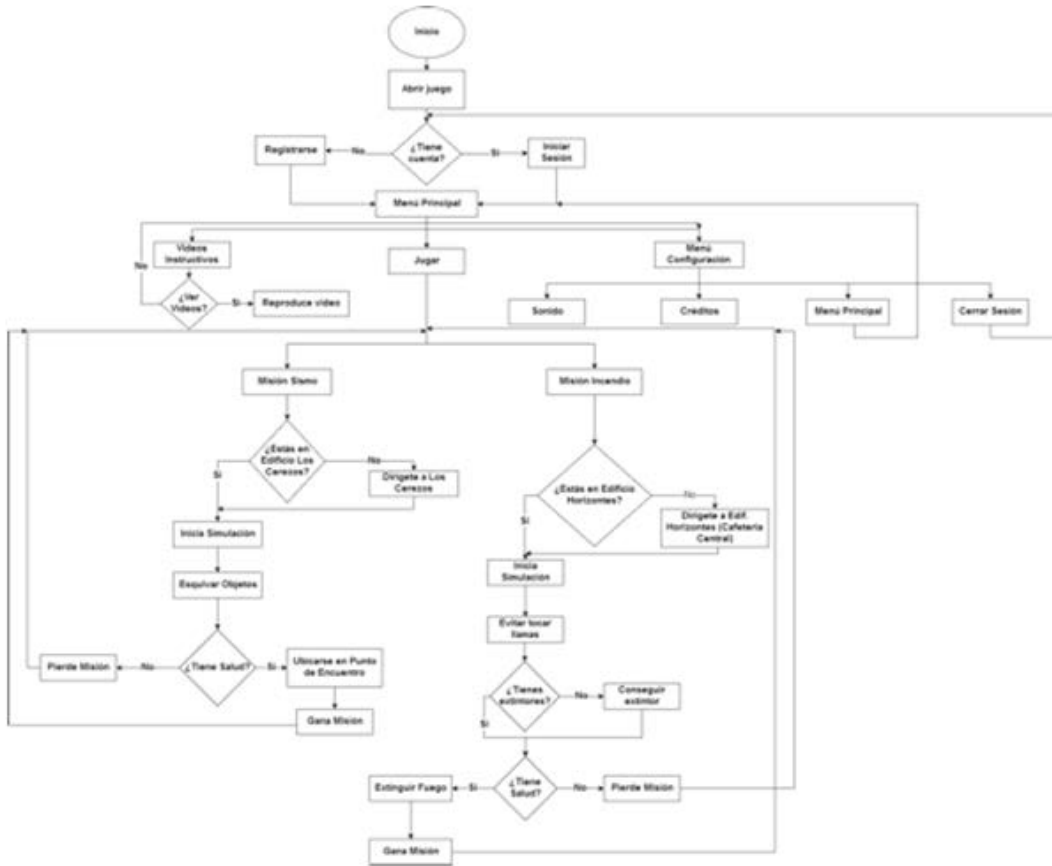 Inicio
Abrir juego
¿Tiene
cuenta?
No
Si
Registrarse
Iniciar
Sesión
Menú Principal
Videos
Instructivos
Jugar
Menú
Configuración
No
¿Ver
Videos?
Si
Reproduce video
Sonido
Créditos
Menú Principal
Cerrar Sesión
Misión Sismo
Misión Incendio
¿Estás en
Edificio Los
Cerezos?
Si
No
Dirígete a Los
Cerezos
¿Estás en Edificio
Horizontes?
Si
No
Dirígete a Edif.
Horizontes (Cafetería
Central)
Inicia Simulación
Inicia
Simulación
Esquivar Objetos
Evitar tocar
llamas
¿Tiene Salud?
No
Si
Pierde Misión
Ubicarse en Punto
de Encuentro
Gana Misión
¿Tienes
extintores?
Si
No
Conseguir
extintor
¿Tiene
Salud?
Si
No
Extinguir Fuego
Pierde Misión
Gana Misión